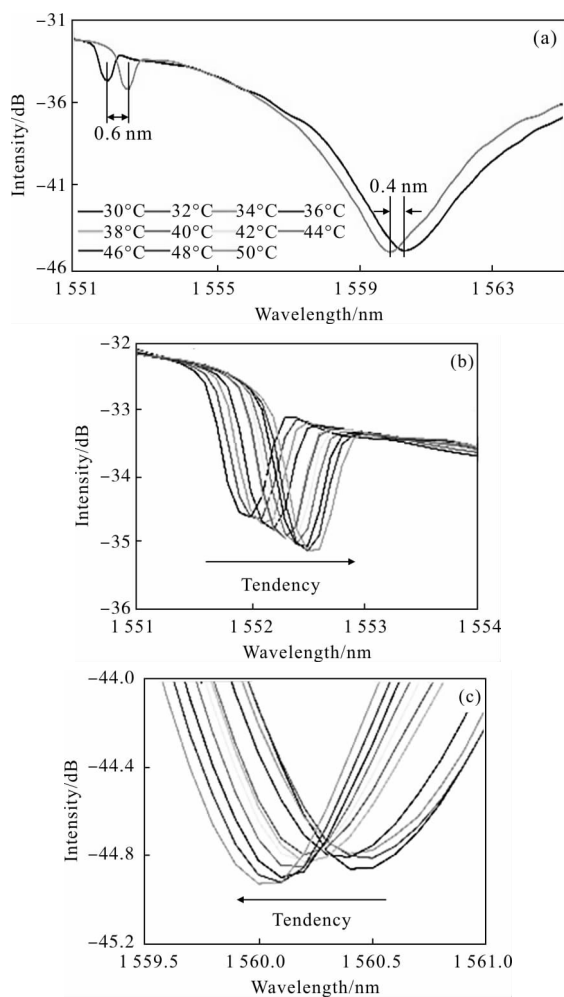 (a)
Intensity/dB
−31
−36
−41
−46
0.6 nm
0.4 nm
30°C 32°C 34°C 36°C
38°C 40°C 42°C 44°C
46°C 48°C 50°C
1 551 1 555 1 559 1 563
Wavelength/nm
(b)
Intensity/dB
−32
−33
−34
−35
−36
Tendency
1 551 1 552 1 553 1 554
Wavelength/nm
(c)
Intensity/dB
−44.0
−44.4
−44.8
−45.2
Tendency
1 559.5 1 560.0 1 560.5 1 561.0
Wavelength/nm